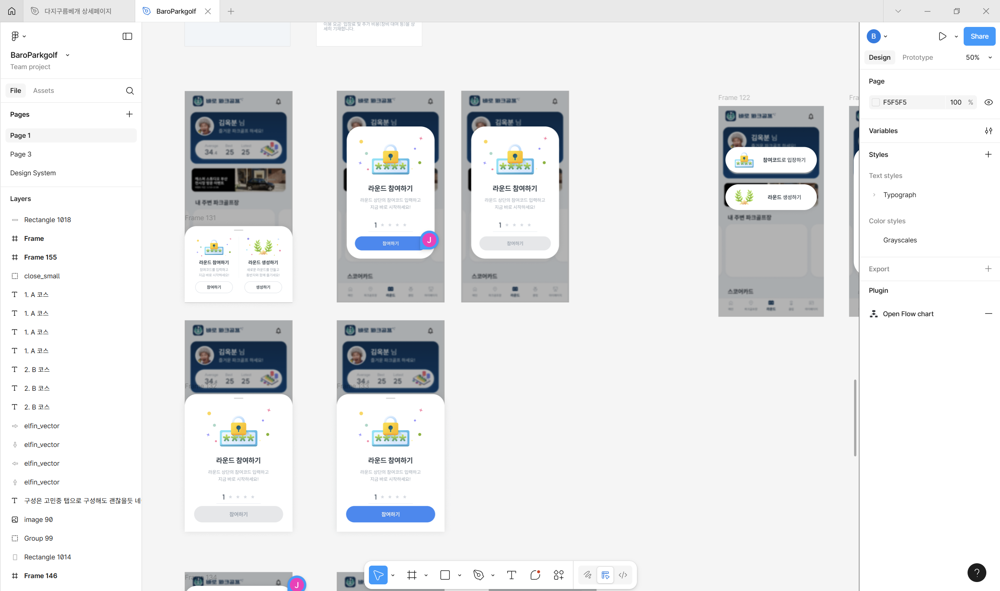 다지구름베개 상세페이지
BaroParkgolf
BaroParkgolf
Team project
File
Assets
Pages
Page 1
Page 3
Design System
Layers
Rectangle 1018
Frame
Frame 155
close_small
1. A 코스
1. A 코스
1. A 코스
1. A 코스
2. B 코스
2. B 코스
2. B 코스
elfin_vector
elfin_vector
elfin_vector
elfin_vector
구성은 고민중 탭으로 구성해도 괜찮을듯 네
image 90
Group 99
Rectangle 1014
Frame 146
이용 요금: 입장료 및 추가 비용(장비 대여 등)을 상
세히 기재합니다.
바로 파크골프
김옥분 님
즐거운 파크골프 하세요!
Average
Best
Latest
34.4
25
25
캐스퍼 스튜디오 부산
전시장 방문 이벤트
내 주변 파크골프장
Frame 131
라운드 참여하기
참여코드를 입력하고
지금 바로 시작하세요!
참여하기
라운드 생성하기
새로운 라운드를 만들고
동반자와 함께 즐기세요!
생성하기
바로 파크골프
김옥분 님
라운드 참여하기
라운드 상단의 참여코드 입력하고
지금 바로 시작하세요!
1 * * * *
참여하기
J
스코어카드
라운드
바로 파크골프
김옥분 님
라운드 참여하기
라운드 상단의 참여코드 입력하고
지금 바로 시작하세요!
1 * * * *
참여하기
스코어카드
라운드
Frame 122
바로 파크골프
김옥분 님
참여코드로 입장하기
라운드 생성하기
내 주변 파크골프장
스코어카드
라운드
Fra
바로 파크골프
김옥분 님
즐거운 파크골프 하세요!
Average
Best
Latest
34.4
25
25
Frame 132
라운드 참여하기
라운드 상단의 참여코드 입력하고
지금 바로 시작하세요!
1 * * * *
참여하기
바로 파크골프
김옥분 님
즐거운 파크골프 하세요!
Average
Best
Latest
34.4
25
25
Frame 133
라운드 참여하기
라운드 상단의 참여코드 입력하고
지금 바로 시작하세요!
1 * * * *
참여하기
Frame 134
바로 파크골프
J
B
Share
Design
Prototype
50%
Page
F5F5F5
100
%
Variables
Styles
Text styles
Typograph
Color styles
Grayscales
Export
Plugin
Open Flow chart
?